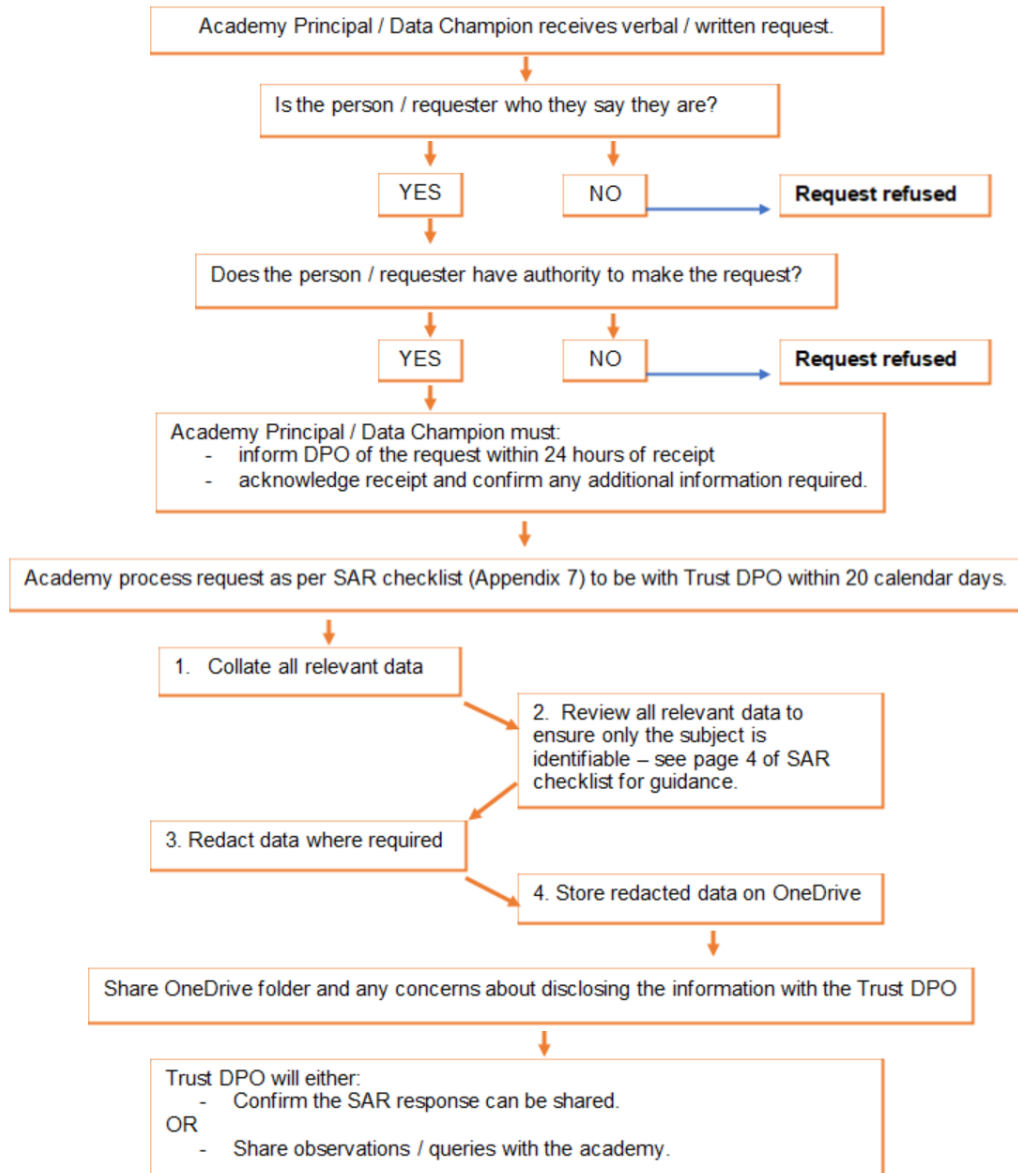 Academy Principal / Data Champion receives verbal / written request.
Is the person / requester who they say they are?
YES
NO
Request refused
Does the person / requester have authority to make the request?
YES
NO
Request refused
Academy Principal / Data Champion must:
- inform DPO of the request within 24 hours of receipt
- acknowledge receipt and confirm any additional information required.
Academy process request as per SAR checklist (Appendix 7) to be with Trust DPO within 20 calendar days.
1. Collate all relevant data
2. Review all relevant data to
ensure only the subject is
identifiable – see page 4 of SAR
checklist for guidance.
3. Redact data where required
4. Store redacted data on OneDrive
Share OneDrive folder and any concerns about disclosing the information with the Trust DPO
Trust DPO will either:
- Confirm the SAR response can be shared.
OR
- Share observations / queries with the academy.